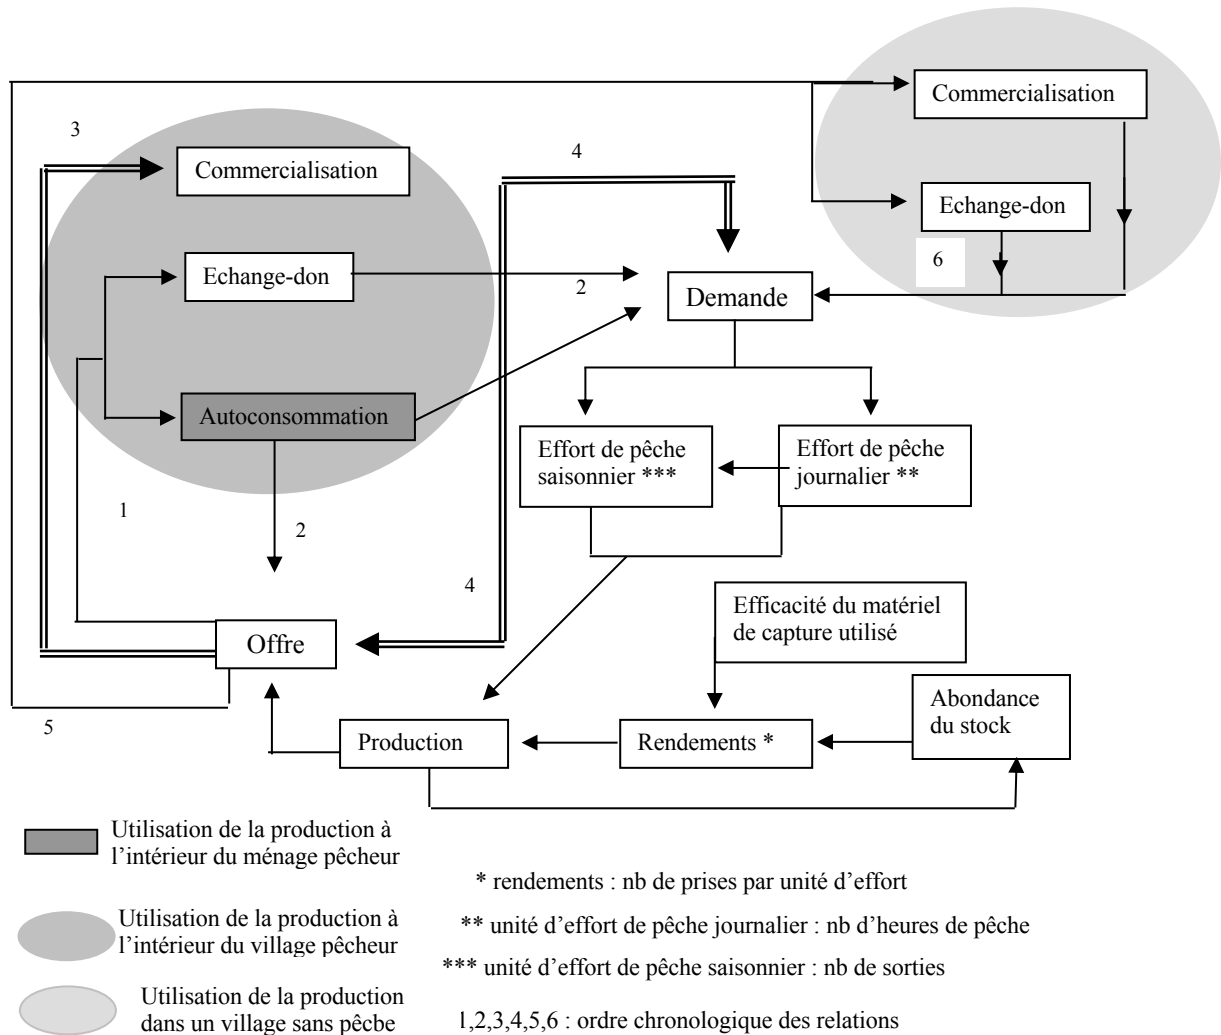 Commercialisation
3
4
Commercialisation
Echange-don
6
Echange-don
2
Demande
Autoconsommation
Effort de pêche
saisonnier ***
Effort de pêche
journalier **
1
2
4
Efficacité du matériel
de capture utilisé
Offre
Abondance
du stock
5
Production
Rendements *
Utilisation de la production à
l’intérieur du ménage pêcheur
* rendements : nb de prises par unité d’effort
Utilisation de la production à
l’intérieur du village pêcheur
** unité d’effort de pêche journalier : nb d’heures de pêche
*** unité d’effort de pêche saisonnier : nb de sorties
Utilisation de la production
dans un village sans pêcbe
1,2,3,4,5,6 : ordre chronologique des relations